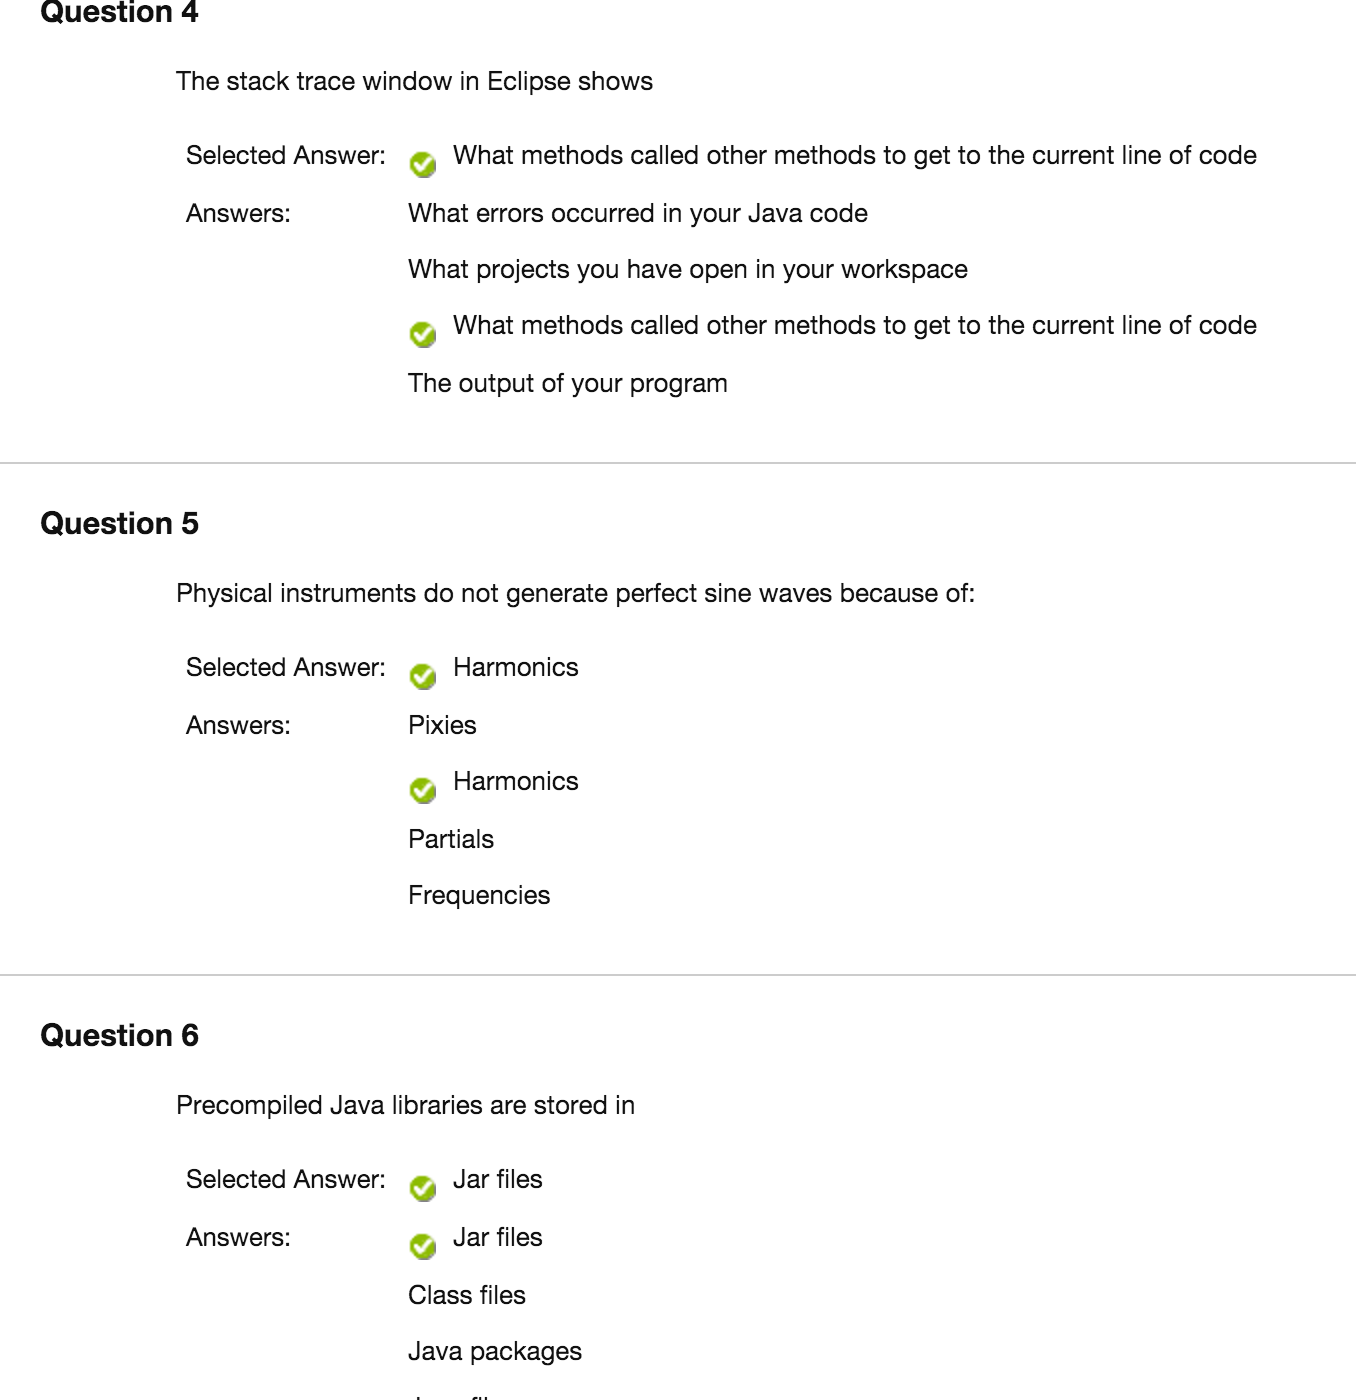 Question 4
The stack trace window in Eclipse shows
Selected Answer: What methods called other methods to get to the current line of code
Answers: What errors occurred in your Java code
What projects you have open in your workspace
What methods called other methods to get to the current line of code
The output of your program
Question 5
Physical instruments do not generate perfect sine waves because of:
Selected Answer: Harmonics
Answers: Pixies
Harmonics
Partials
Frequencies
Question 6
Precompiled Java libraries are stored in
Selected Answer: Jar files
Answers: Jar files
Class files
Java packages